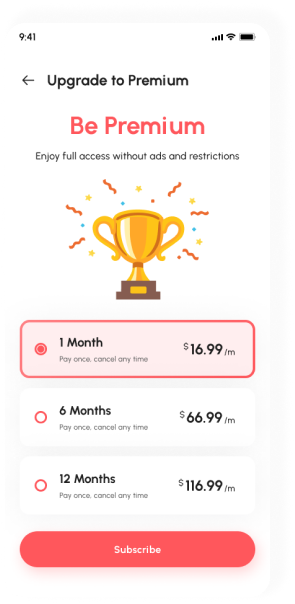 9:41
Upgrade to Premium
Be Premium
Enjoy full access without ads and restrictions
1 Month
$16.99 /m
Pay once, cancel any time
6 Months
$66.99 /m
Pay once, cancel any time
12 Months
$116.99 /m
Pay once, cancel any time
Subscribe